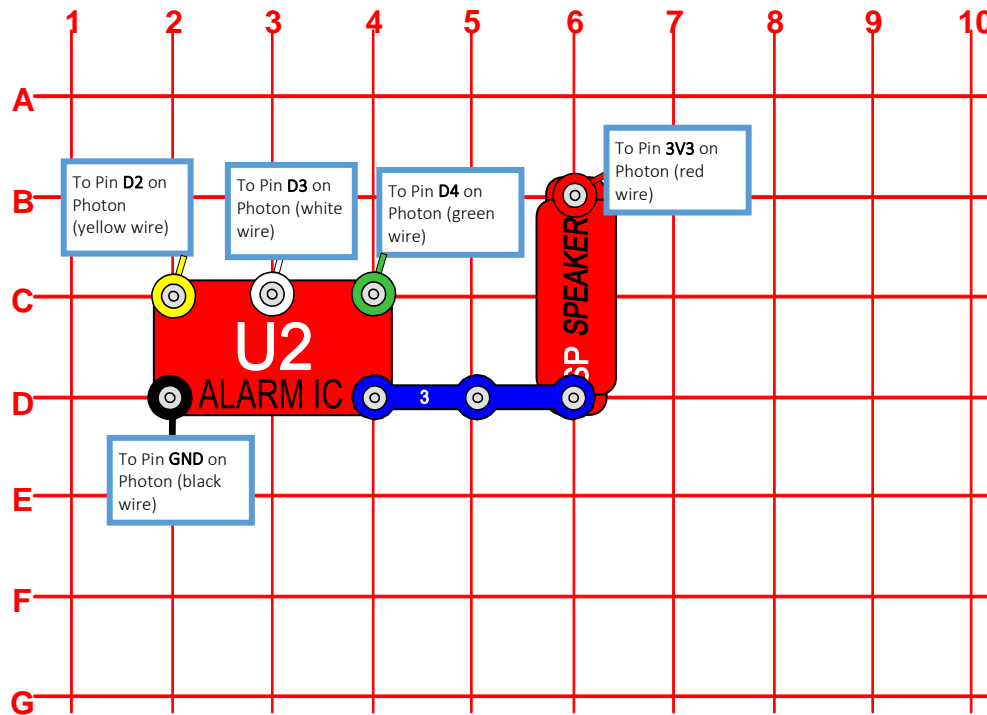 1 2 3 4 5 6 7 8 9 10
A
To Pin 3V3 on
Photon (red
wire)
To Pin D2 on
Photon
(yellow wire)
To Pin D3 on
Photon (white
wire)
To Pin D4 on
Photon (green
wire)
B
SP SPEAKER
C
U2
ALARM IC
3
D
To Pin GND on
Photon (black
wire)
E
F
G